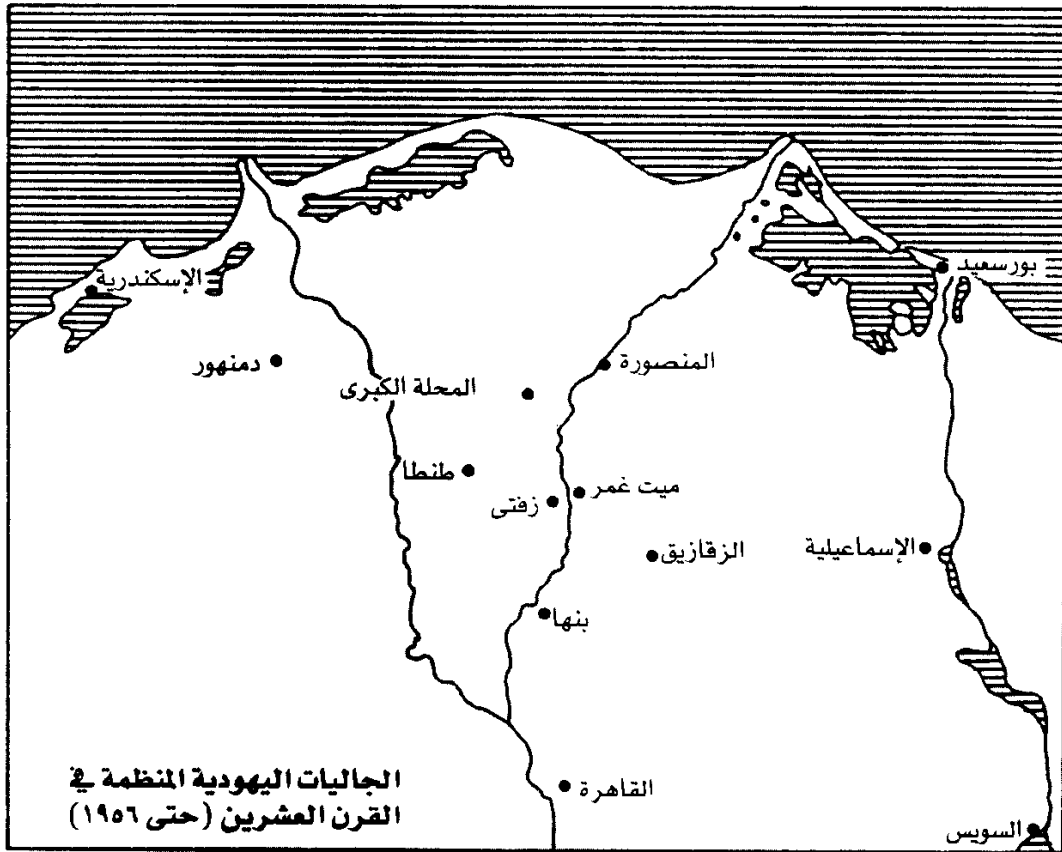 بورسعيد
الإسكندرية
دمنهور
المنصورة
المحلة الكبرى
طنطا
ميت غمر
زفتى
الزقازيق
الإسماعيلية
بنها
القاهرة
السويس
الجاليات اليهودية المنظمة في
القرن العشرين (حتى ١٩٥٦)